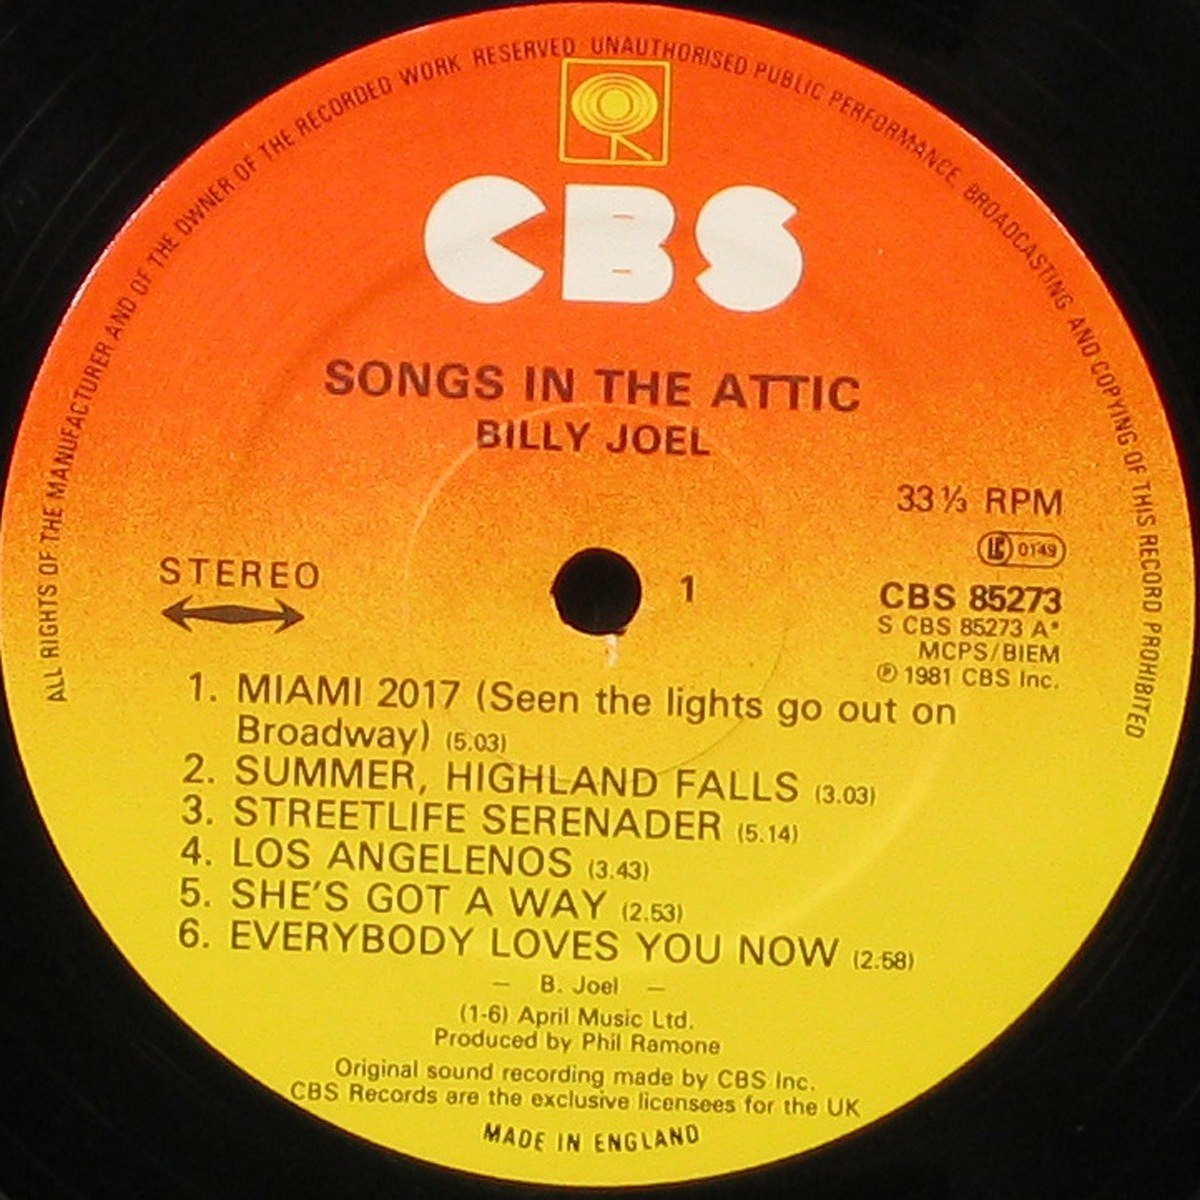 ALL RIGHTS OF THE MANUFACTURER AND OF THE OWNER OF THE RECORDED WORK RESERVED UNAUTHORISED PUBLIC PERFORMANCE BROADCASTING AND COPYING OF THIS RECORD PROHIBITED
CBS
SONGS IN THE ATTIC
BILLY JOEL
33⅓ RPM
LC 0149
STEREO
1
CBS 85273
S CBS 85273 A*
MCPS/BIEM
℗ 1981 CBS Inc.
1. MIAMI 2017 (Seen the lights go out on
Broadway) (5.03)
2. SUMMER, HIGHLAND FALLS (3.03)
3. STREETLIFE SERENADER (5.14)
4. LOS ANGELENOS (3.43)
5. SHE'S GOT A WAY (2.53)
6. EVERYBODY LOVES YOU NOW (2:58)
— B. Joel —
(1-6) April Music Ltd.
Produced by Phil Ramone
Original sound recording made by CBS Inc.
CBS Records are the exclusive licensees for the UK
MADE IN ENGLAND